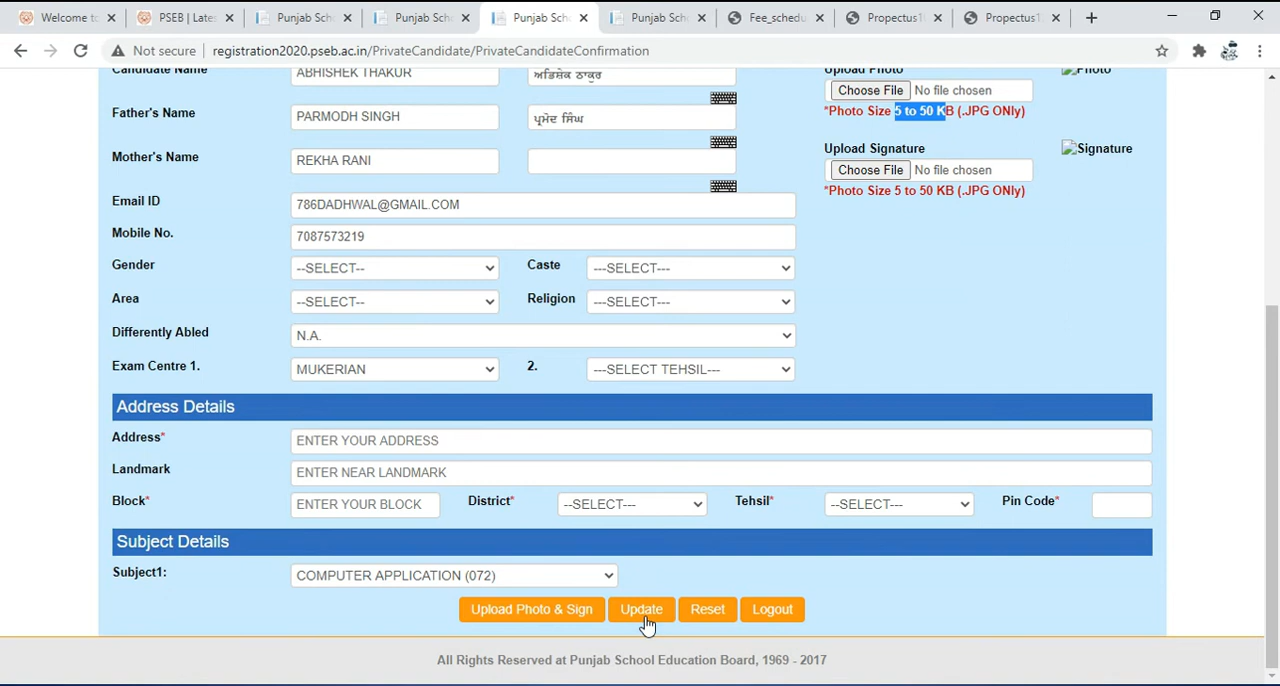 Welcome to
PSEB | Late
Punjab Sch
Punjab Sch
Punjab Sch
Punjab Sch
Fee_schedu
Propectus1
Propectus1
Not secure
registration2020.pseb.ac.in/PrivateCandidate/PrivateCandidateConfirmation
Candidate Name ABHISHEK THAKUR ਅਭਿਸ਼ੇਕ ਠਾਕੁਰ Upload Photo Photo
Choose File No file chosen
Father's Name PARMODH SINGH ਪ੍ਰਮੋਦ ਸਿੰਘ *Photo Size 5 to 50 KB (.JPG ONly)
Mother's Name REKHA RANI Upload Signature Signature
Choose File No file chosen
*Photo Size 5 to 50 KB (.JPG ONly)
Email ID 786DADHWAL@GMAIL.COM
Mobile No. 7087573219
Gender --SELECT-- Caste ---SELECT---
Area --SELECT-- Religion ---SELECT---
Differently Abled N.A.
Exam Centre 1. MUKERIAN 2. ---SELECT TEHSIL---
Address Details
Address* ENTER YOUR ADDRESS
Landmark ENTER NEAR LANDMARK
Block* ENTER YOUR BLOCK District* --SELECT--- Tehsil* --SELECT--- Pin Code*
Subject Details
Subject1: COMPUTER APPLICATION (072)
Upload Photo & Sign Update Reset Logout
All Rights Reserved at Punjab School Education Board, 1969 - 2017